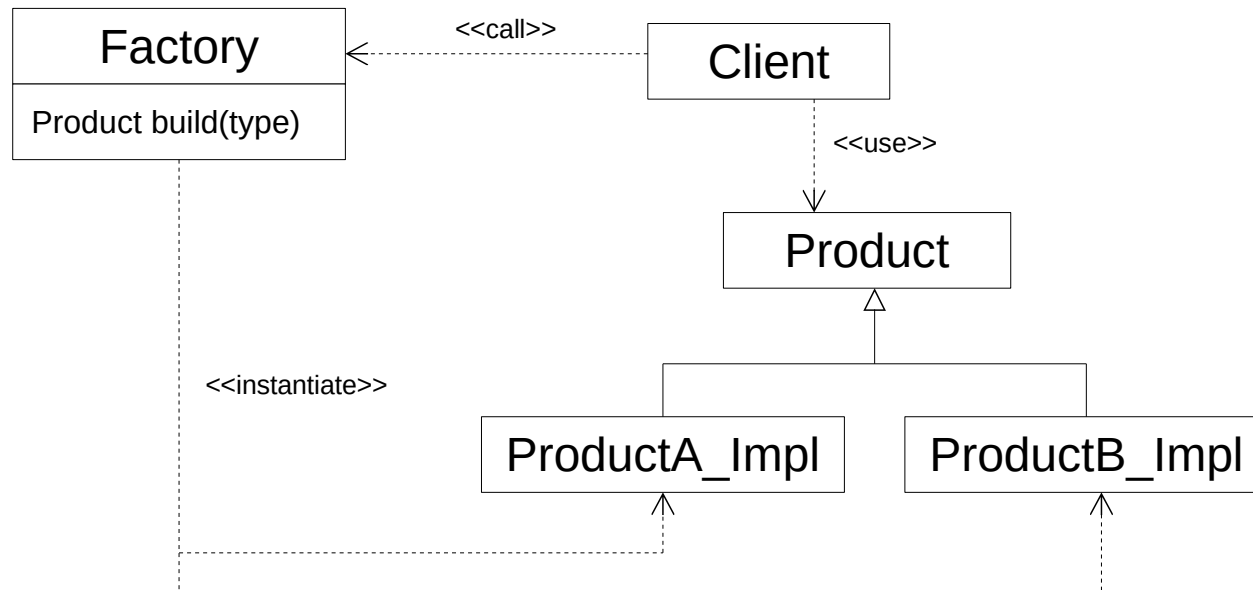 Factory
Product build(type)
<<call>>
Client
<<use>>
Product
<<instantiate>>
ProductA_Impl
ProductB_Impl